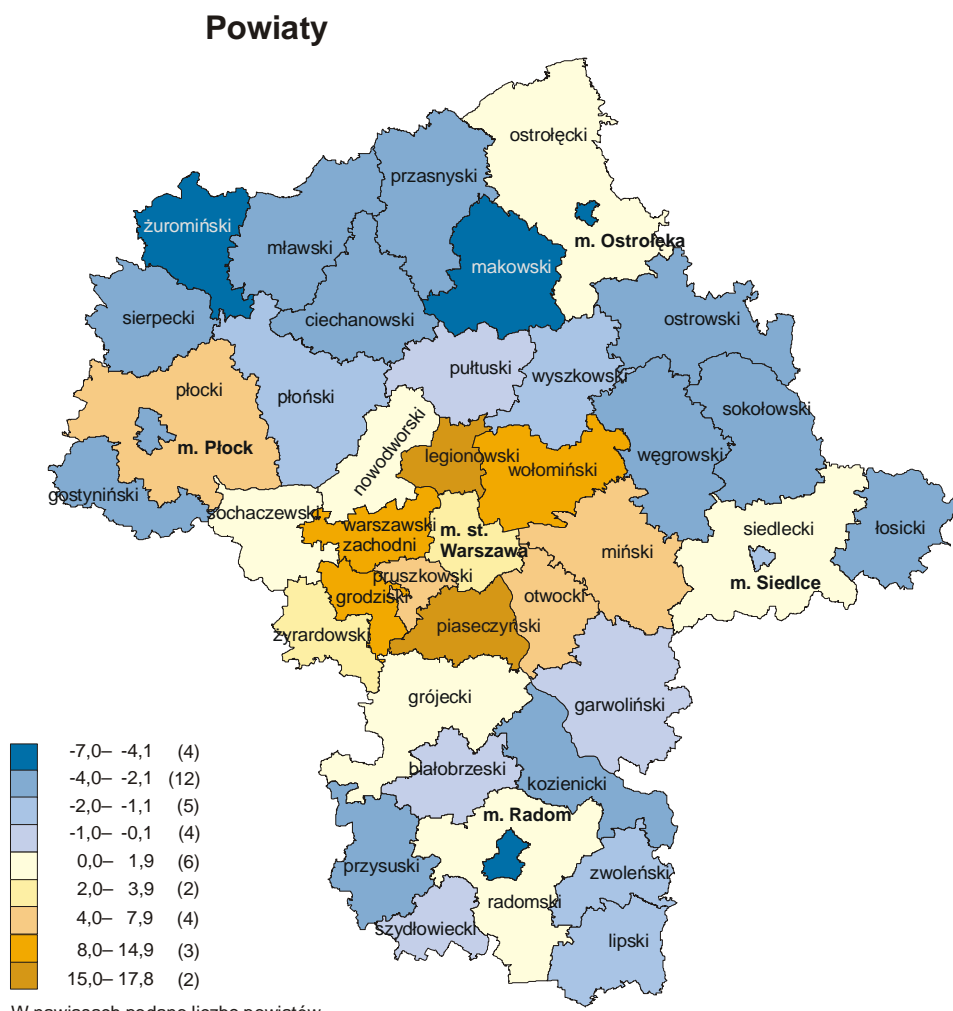 Powiaty
ostrołęcki
przasnyski
żuromiński
mławski
m. Ostrołęka
makowski
sierpecki
ciechanowski
ostrowski
płocki
płoński
pułtuski
wyszkowski
sokołowski
nowodworski
m. Płock
legionowski
wołomiński
węgrowski
gostyniński
sochaczewski
warszawski
zachodni
m. st.
Warszawa
miński
siedlecki
łosicki
m. Siedlce
pruszkowski
grodziski
otwocki
żyrardowski
piaseczyński
grójecki
garwoliński
białobrzeski
kozienicki
m. Radom
przysuski
zwoleński
radomski
szydłowiecki
lipski
-7,0– -4,1 (4)
-4,0– -2,1 (12)
-2,0– -1,1 (5)
-1,0– -0,1 (4)
0,0– 1,9 (6)
2,0– 3,9 (2)
4,0– 7,9 (4)
8,0– 14,9 (3)
15,0– 17,8 (2)
W nawiasach podano liczbę powiatów